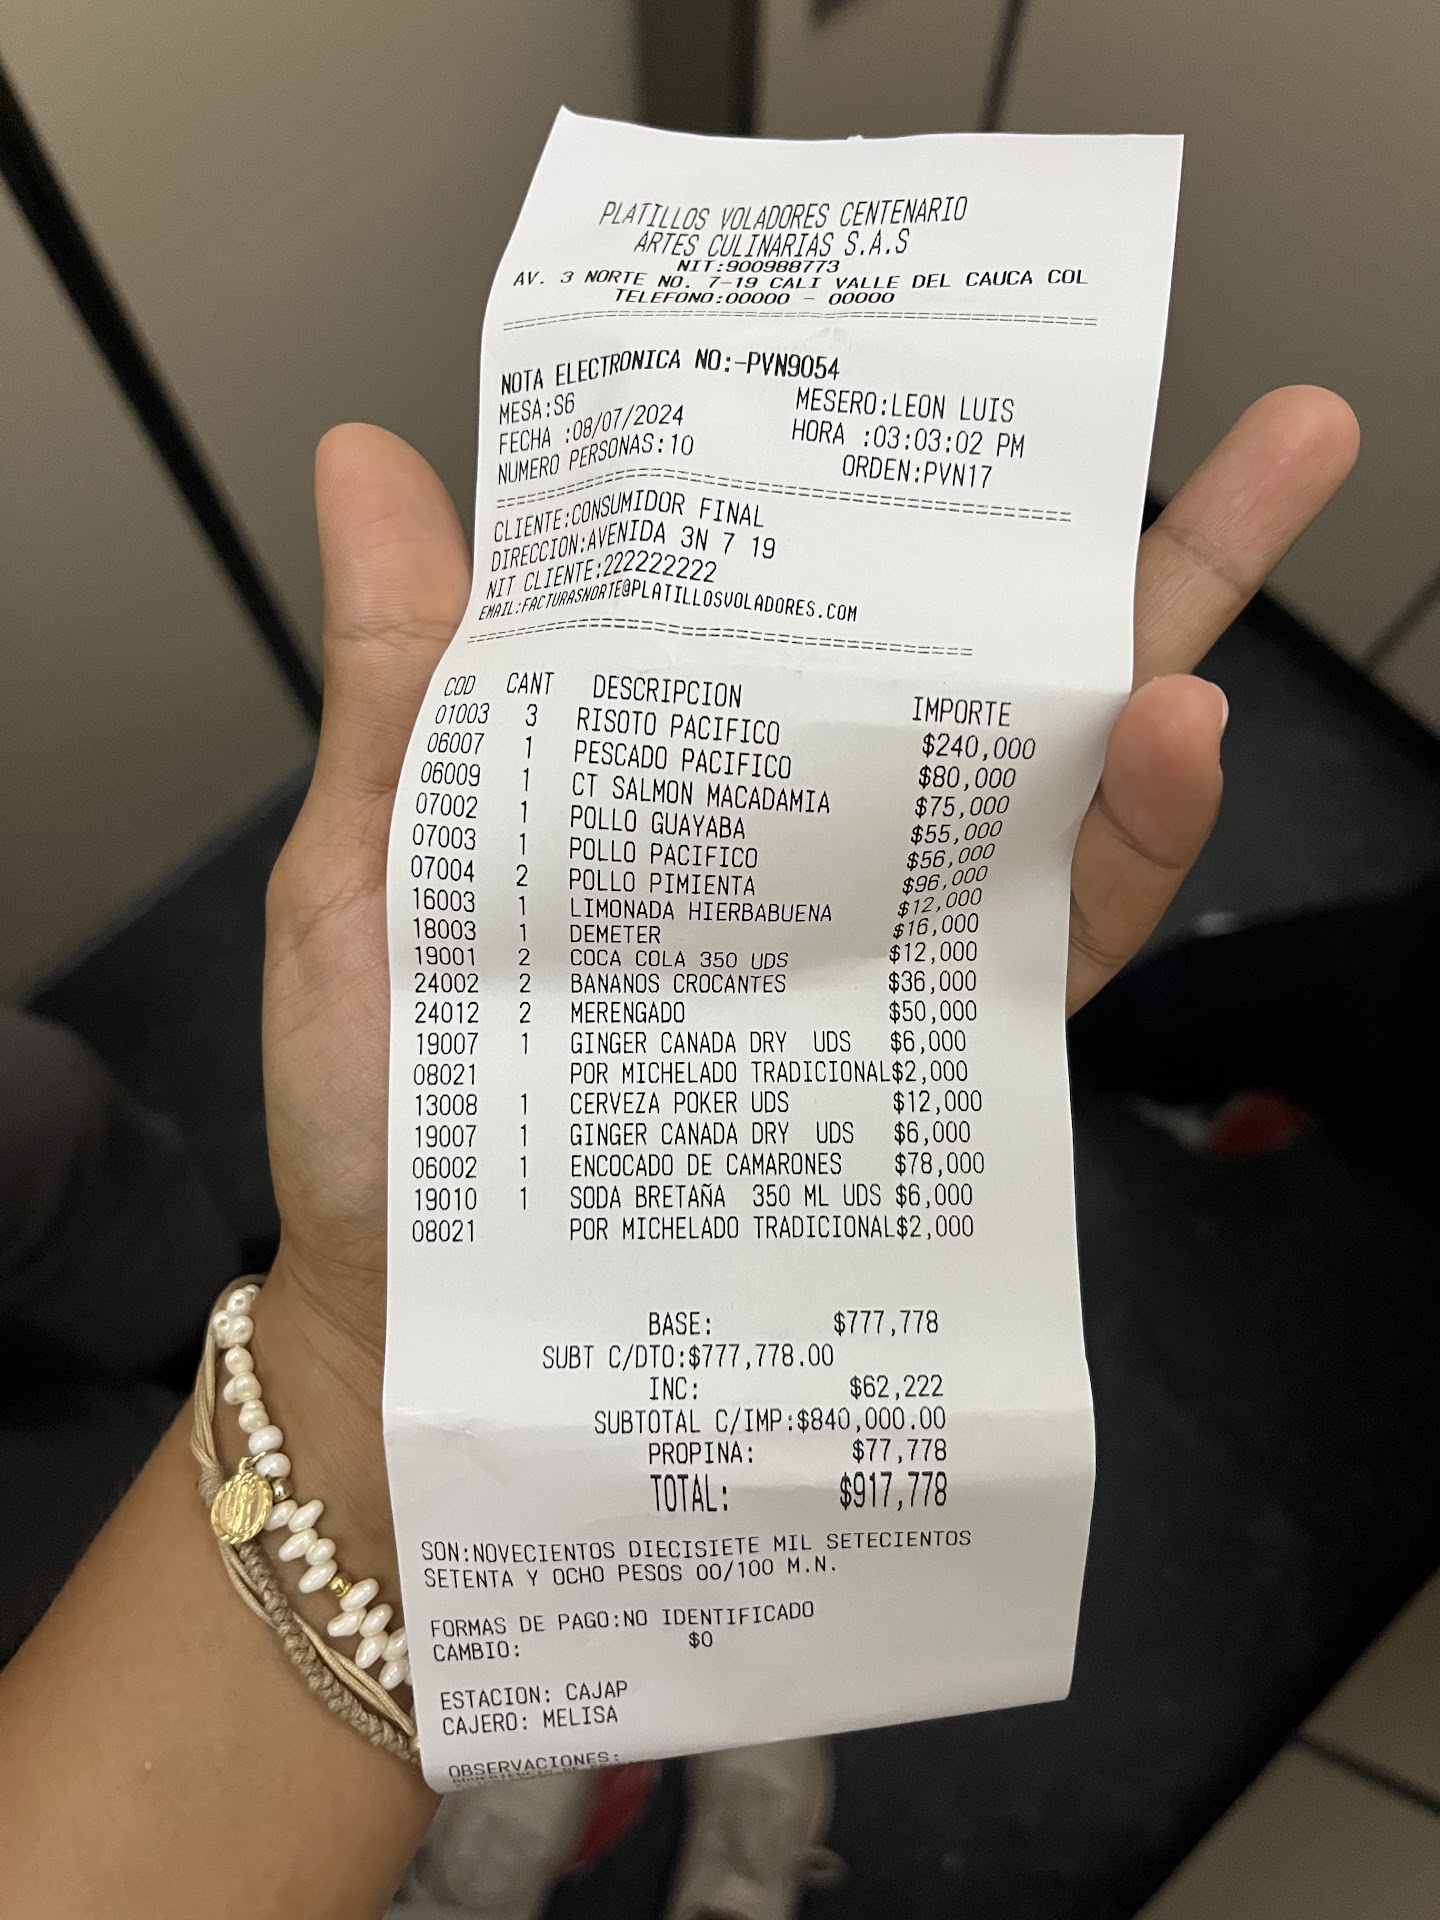 PLATILLOS VOLADORES CENTENARIO
ARTES CULINARIAS S.A.S
NIT:900988773
AV. 3 NORTE NO. 7-19 CALI VALLE DEL CAUCA COL
TELEFONO:00000 - 00000
NOTA ELECTRONICA NO:-PVN9054
MESA:S6 MESERO:LEON LUIS
FECHA :08/07/2024 HORA :03:03:02 PM
NUMERO PERSONAS:10 ORDEN:PVN17
CLIENTE:CONSUMIDOR FINAL
DIRECCION:AVENIDA 3N 7 19
NIT CLIENTE:222222222
EMAIL:FACTURASNORTE@PLATILLOSVOLADORES.COM
COD CANT DESCRIPCION IMPORTE
01003 3 RISOTO PACIFICO $240,000
06007 1 PESCADO PACIFICO $80,000
06009 1 CT SALMON MACADAMIA $75,000
07002 1 POLLO GUAYABA $55,000
07003 1 POLLO PACIFICO $56,000
07004 2 POLLO PIMIENTA $96,000
16003 1 LIMONADA HIERBABUENA $12,000
18003 1 DEMETER $16,000
19001 2 COCA COLA 350 UDS $12,000
24002 2 BANANOS CROCANTES $36,000
24012 2 MERENGADO $50,000
19007 1 GINGER CANADA DRY UDS $6,000
08021 POR MICHELADO TRADICIONAL$2,000
13008 1 CERVEZA POKER UDS $12,000
19007 1 GINGER CANADA DRY UDS $6,000
06002 1 ENCOCADO DE CAMARONES $78,000
19010 1 SODA BRETAÑA 350 ML UDS $6,000
08021 POR MICHELADO TRADICIONAL$2,000
BASE: $777,778
SUBT C/DTO:$777,778.00
INC: $62,222
SUBTOTAL C/IMP:$840,000.00
PROPINA: $77,778
TOTAL: $917,778
SON:NOVECIENTOS DIECISIETE MIL SETECIENTOS
SETENTA Y OCHO PESOS 00/100 M.N.
FORMAS DE PAGO:NO IDENTIFICADO
CAMBIO: $0
ESTACION: CAJAP
CAJERO: MELISA
OBSERVACIONES: